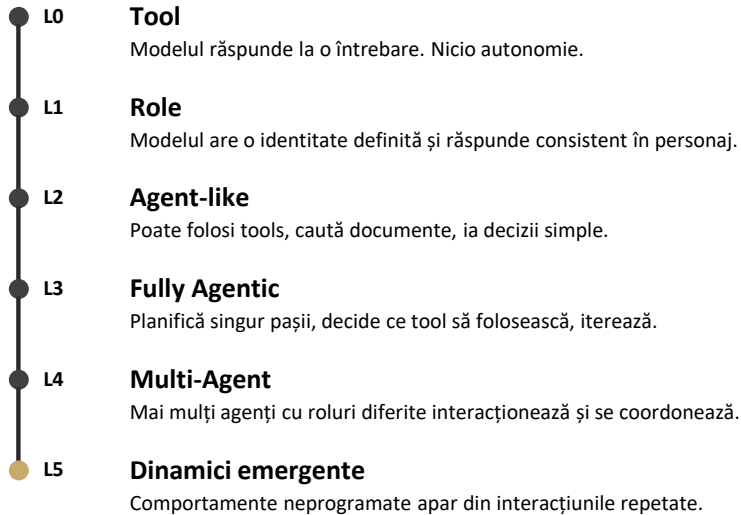 L0 Tool
Modelul răspunde la o întrebare. Nicio autonomie.
L1 Role
Modelul are o identitate definită și răspunde consistent în personaj.
L2 Agent-like
Poate folosi tools, caută documente, ia decizii simple.
L3 Fully Agentic
Planifică singur pașii, decide ce tool să folosească, iterează.
L4 Multi-Agent
Mai mulți agenți cu roluri diferite interacționează și se coordonează.
L5 Dinamici emergente
Comportamente neprogramate apar din interacțiunile repetate.